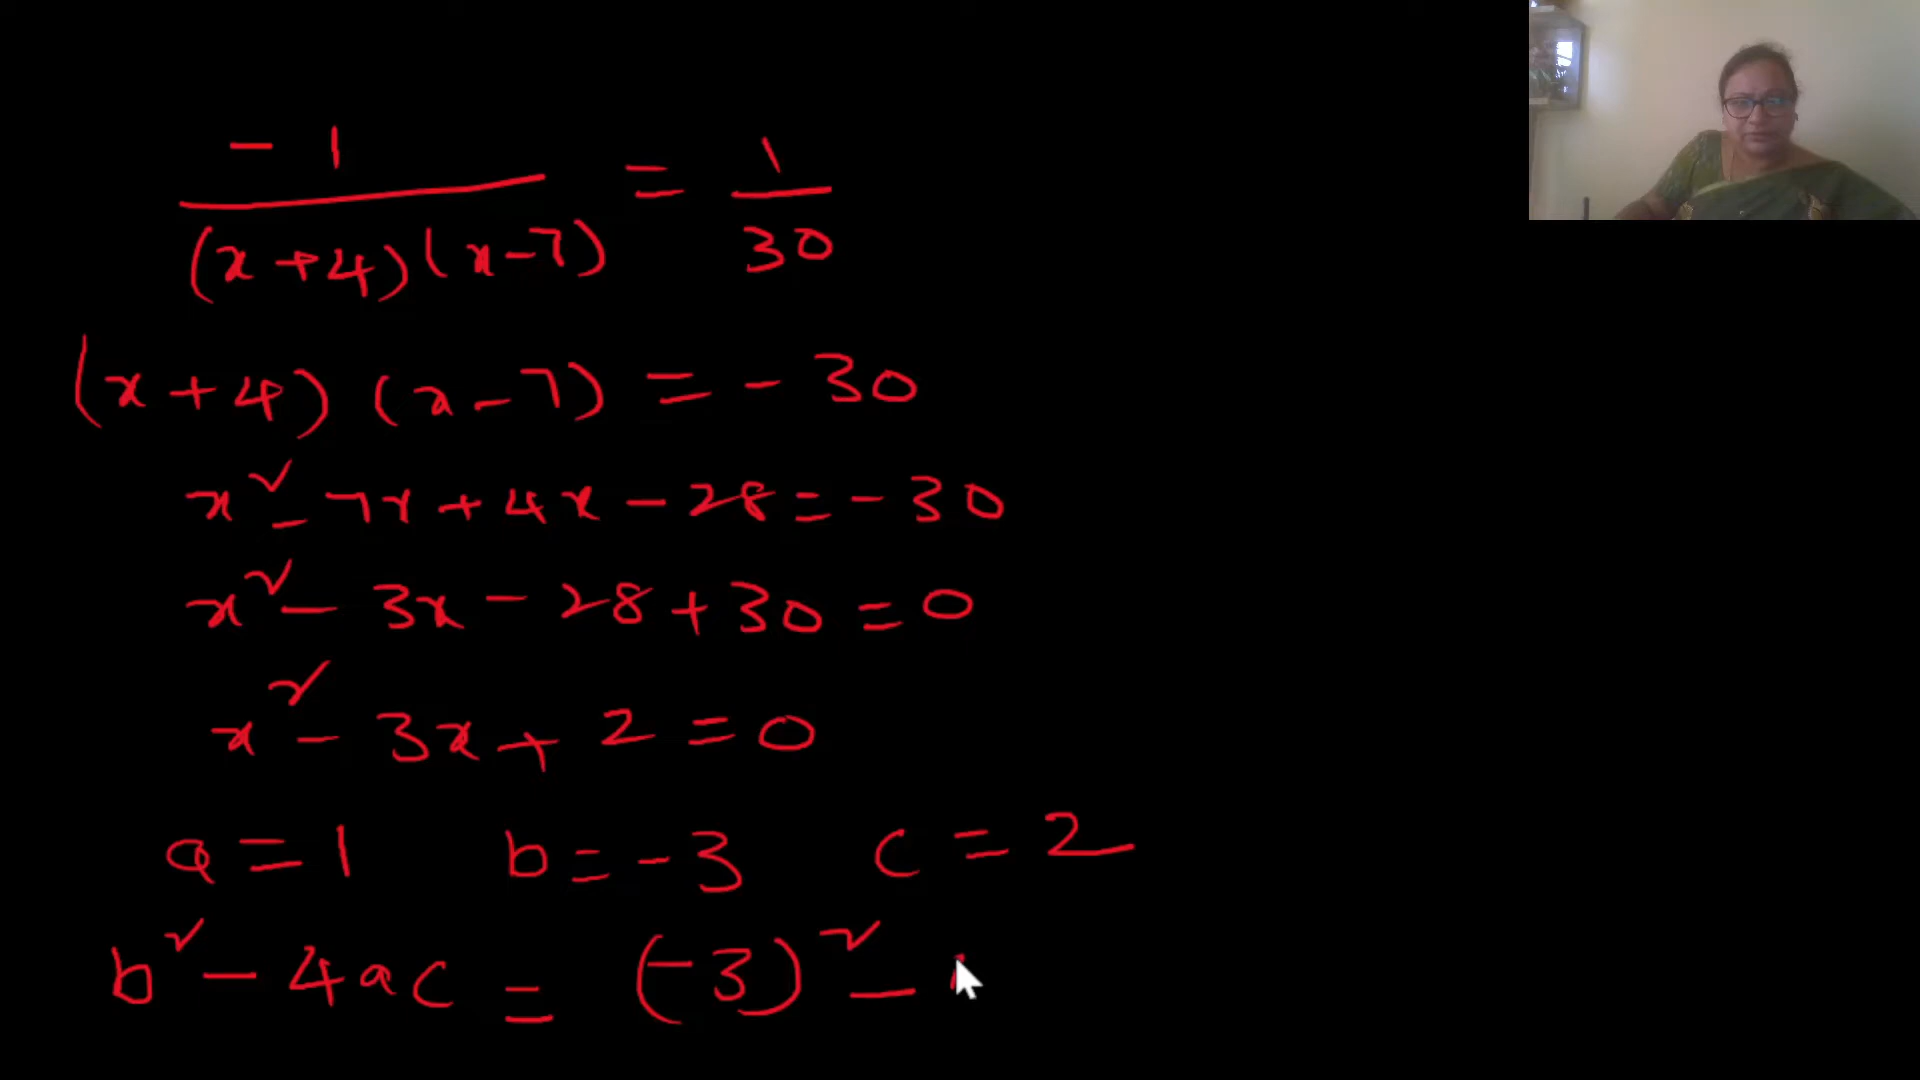 -1/((x+4)(x-7)) = 1/30
(x+4)(x-7) = -30
x² - 7x + 4x - 28 = -30
x² - 3x - 28 + 30 = 0
x² - 3x + 2 = 0
a = 1 b = -3 c = 2
b² - 4ac = (-3)² -